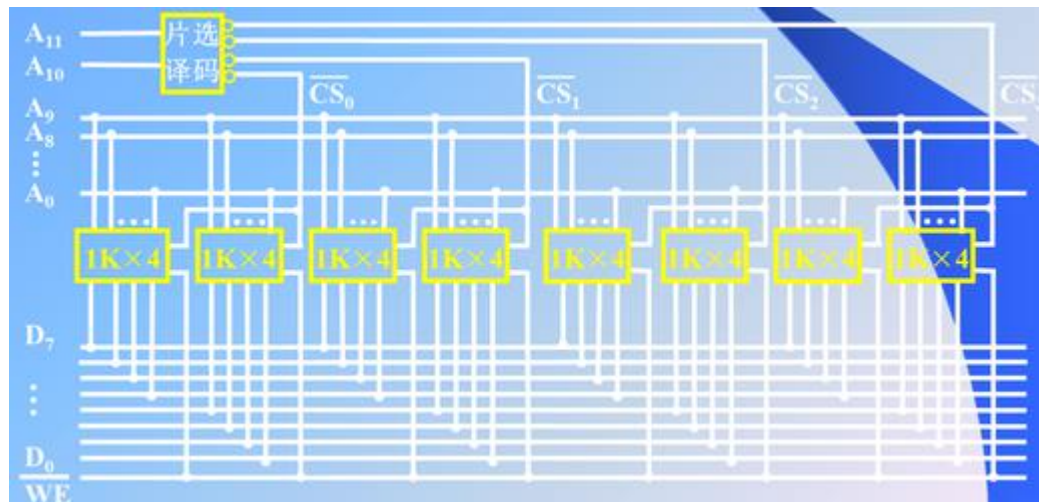 A₁₁
片选
A₁₀
译码
CS₀
CS₁
CS₂
CS
A₉
A₈
⋮
A₀
... ... ... ... ... ... ... ...
1K×4 1K×4 1K×4 1K×4 1K×4 1K×4 1K×4 1K×4
D₇
⋮
D₀
WE